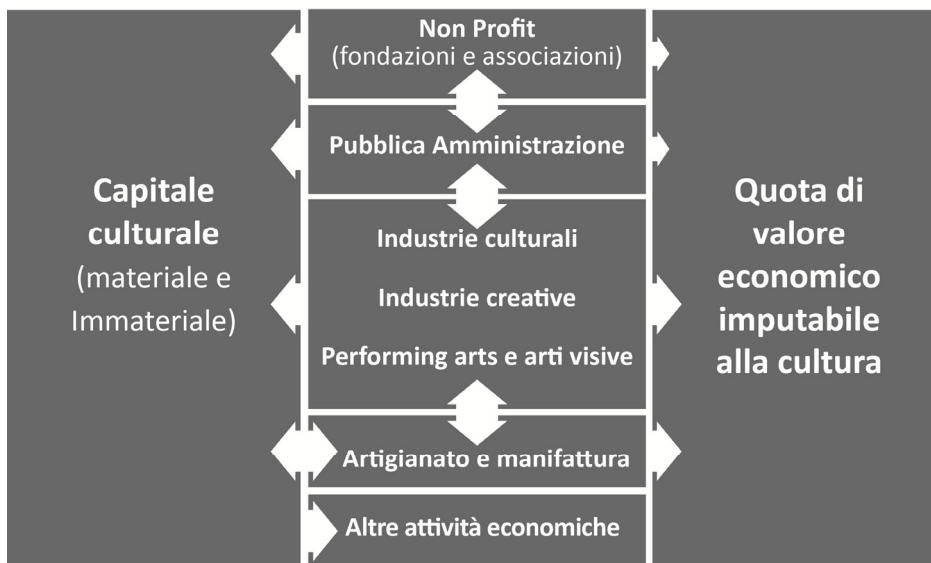 Non Profit
(fondazioni e associazioni)
Pubblica Amministrazione
Capitale
culturale
(materiale e
Immateriale)
Industrie culturali
Industrie creative
Performing arts e arti visive
Artigianato e manifattura
Altre attività economiche
Quota di
valore
economico
imputabile
alla cultura